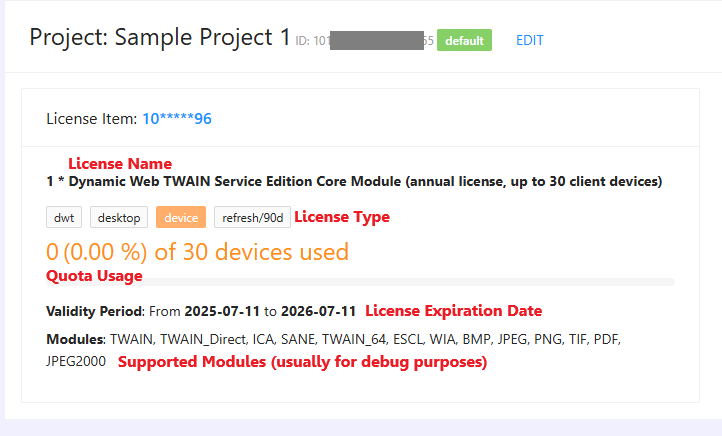 Project: Sample Project 1 ID: 101 65 default EDIT
License Item: 10*****96
License Name
1 * Dynamic Web TWAIN Service Edition Core Module (annual license, up to 30 client devices)
dwt desktop device refresh/90d License Type
0 (0.00 %) of 30 devices used
Quota Usage
Validity Period: From 2025-07-11 to 2026-07-11 License Expiration Date
Modules: TWAIN, TWAIN_Direct, ICA, SANE, TWAIN_64, ESCL, WIA, BMP, JPEG, PNG, TIF, PDF,
JPEG2000 Supported Modules (usually for debug purposes)